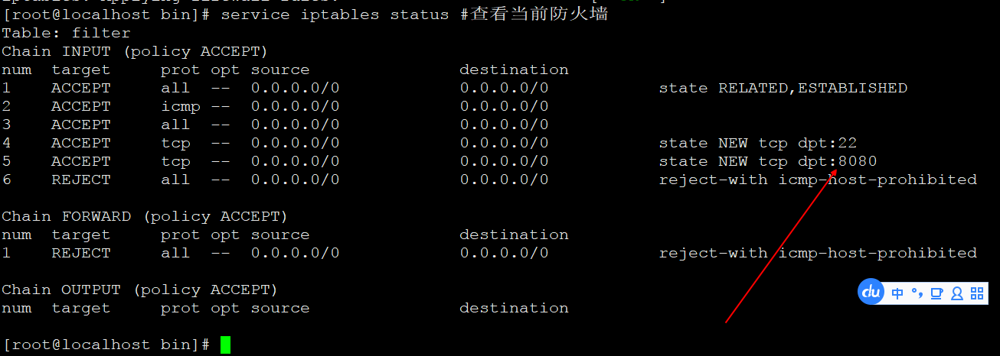 iptables: Applying firewall rules:
[root@localhost bin]# service iptables status #查看当前防火墙
Table: filter
Chain INPUT (policy ACCEPT)
num  target     prot opt source               destination
1    ACCEPT     all  --  0.0.0.0/0            0.0.0.0/0           state RELATED,ESTABLISHED
2    ACCEPT     icmp --  0.0.0.0/0            0.0.0.0/0
3    ACCEPT     all  --  0.0.0.0/0            0.0.0.0/0
4    ACCEPT     tcp  --  0.0.0.0/0            0.0.0.0/0           state NEW tcp dpt:22
5    ACCEPT     tcp  --  0.0.0.0/0            0.0.0.0/0           state NEW tcp dpt:8080
6    REJECT     all  --  0.0.0.0/0            0.0.0.0/0           reject-with icmp-host-prohibited
Chain FORWARD (policy ACCEPT)
num  target     prot opt source               destination
1    REJECT     all  --  0.0.0.0/0            0.0.0.0/0           reject-with icmp-host-prohibited
Chain OUTPUT (policy ACCEPT)
du 中 °,
num  target     prot opt source               destination
[root@localhost bin]#